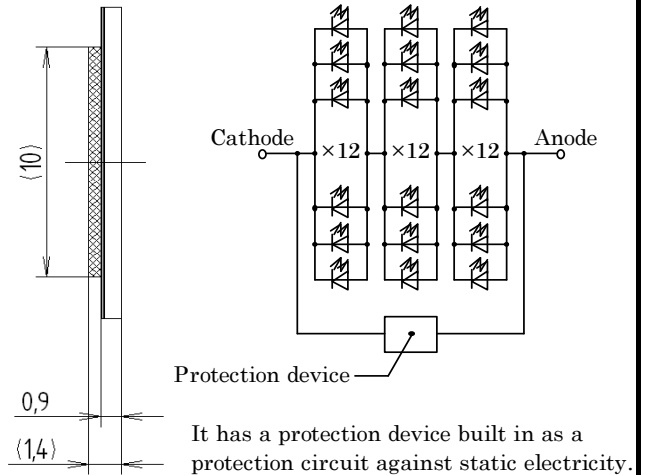 Cathode
×12
×12
×12
Anode
(10)
Protection device
0,9
(1,4)
It has a protection device built in as a
protection circuit against static electricity.